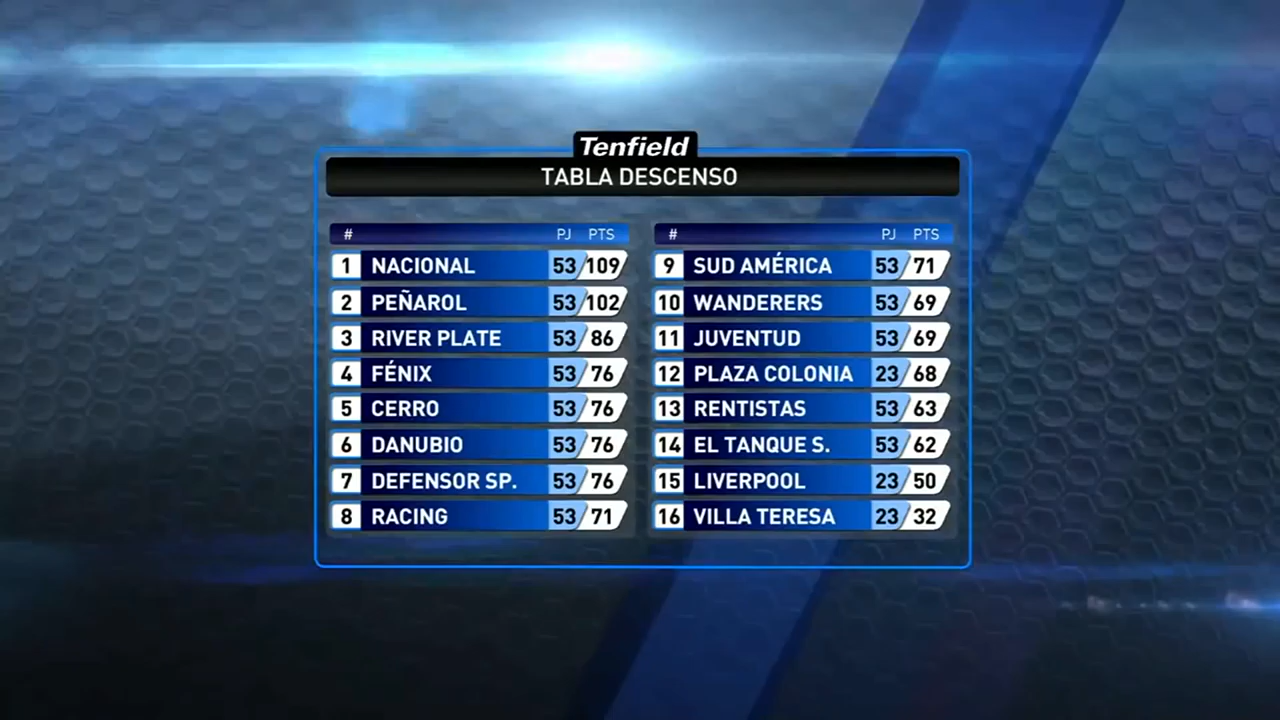 Tenfield
TABLA DESCENSO
# PJ PTS
1 NACIONAL 53 109
2 PEÑAROL 53 102
3 RIVER PLATE 53 86
4 FÉNIX 53 76
5 CERRO 53 76
6 DANUBIO 53 76
7 DEFENSOR SP. 53 76
8 RACING 53 71
# PJ PTS
9 SUD AMÉRICA 53 71
10 WANDERERS 53 69
11 JUVENTUD 53 69
12 PLAZA COLONIA 23 68
13 RENTISTAS 53 63
14 EL TANQUE S. 53 62
15 LIVERPOOL 23 50
16 VILLA TERESA 23 32